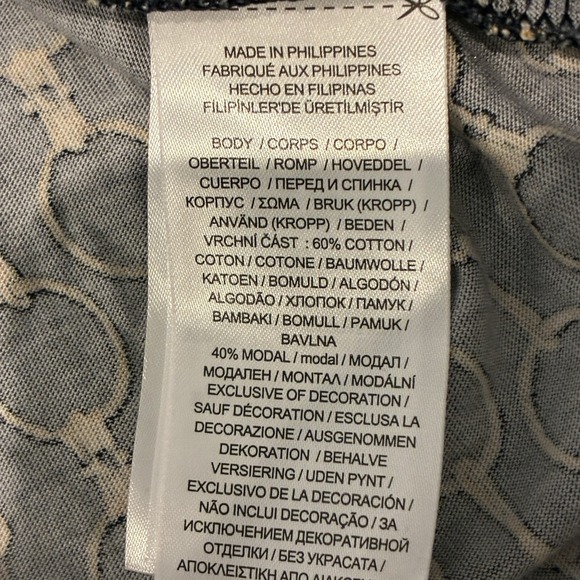 MADE IN PHILIPPINES
FABRIQUÉ AUX PHILIPPINES
HECHO EN FILIPINAS
FİLİPİNLER'DE ÜRETİLMİŞTİR
BODY / CORPS / CORPO /
OBERTEIL / ROMP / HOVEDDEL /
CUERPO / ПЕРЕД И СПИНКА /
КОРПУС / ΣΩΜΑ / BRUK (KROPP) /
ANVÄND (KROPP) / BEDEN /
VRCHNÍ ČÁST : 60% COTTON /
COTON / COTONE / BAUMWOLLE /
KATOEN / BOMULD / ALGODÓN /
ALGODÃO / ХЛОПОК / ПАМУК /
ΒΑΜΒΑΚΙ / BOMULL / PAMUK /
BAVLNA
40% MODAL / modal / МОДАЛ /
МОДАЛЕН / ΜΟΝΤΑΛ / MODÁLNÍ
EXCLUSIVE OF DECORATION /
SAUF DÉCORATION / ESCLUSA LA
DECORAZIONE / AUSGENOMMEN
DEKORATION / BEHALVE
VERSIERING / UDEN PYNT /
EXCLUSIVO DE LA DECORACIÓN /
NÃO INCLUI DECORAÇÃO / ЗА
ИСКЛЮЧЕНИЕМ ДЕКОРАТИВНОЙ
ОТДЕЛКИ / БЕЗ УКРАСАТА /
ΑΠΟΚΛΕΙΣΤΙΚΗ ΑΠΟ